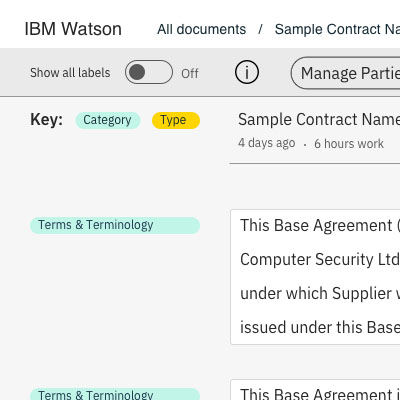 IBM Watson All documents / Sample Contract Na
Show all labels Off i Manage Partie
Key: Category Type Sample Contract Name
4 days ago · 6 hours work
Terms & Terminology This Base Agreement (
Computer Security Ltd
under which Supplier
issued under this Base
Terms & Terminology This Base Agreement i